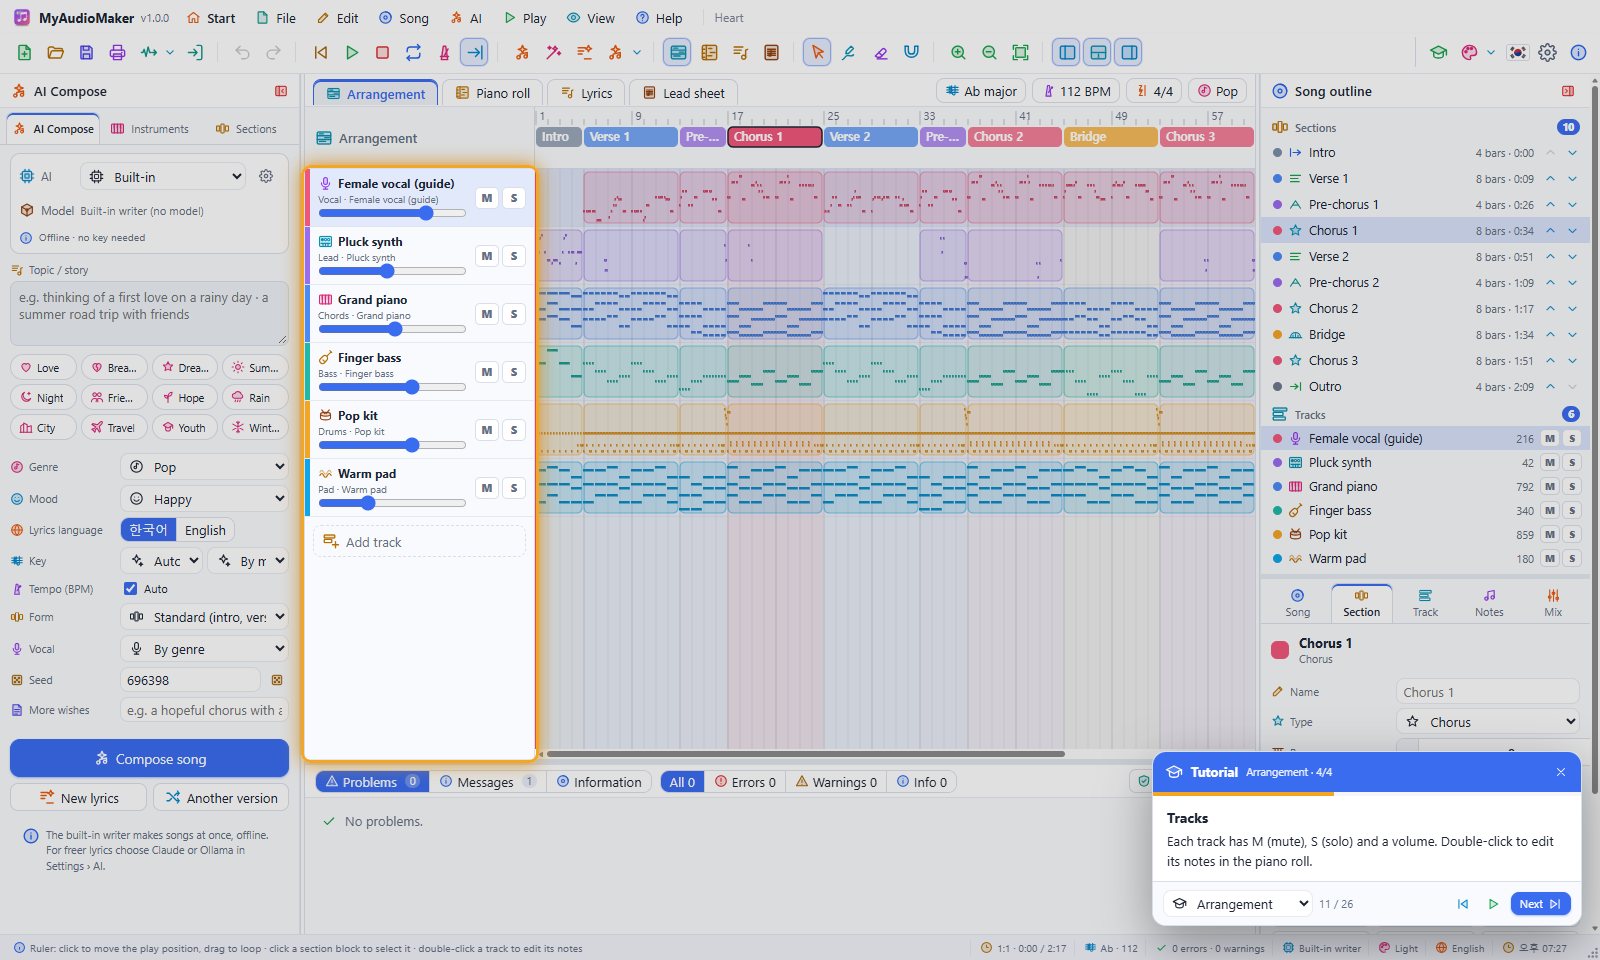 MyAudioMaker v1.0.0 Start File Edit Song AI Play View Help Heart
AI Compose
AI Compose Instruments Sections
AI Built-in
Model Built-in writer (no model)
Offline · no key needed
Topic / story
e.g. thinking of a first love on a rainy day · a
summer road trip with friends
Love Brea... Drea... Sum...
Night Frie... Hope Rain
City Travel Youth Wint...
Genre Pop
Mood Happy
Lyrics language 한국어 English
Key Auto By m
Tempo (BPM) Auto
Form Standard (intro, vers
Vocal By genre
Seed 696398
More wishes e.g. a hopeful chorus with a
Compose song
New lyrics Another version
The built-in writer makes songs at once, offline.
For freer lyrics choose Claude or Ollama in
Settings › AI.
Arrangement Piano roll Lyrics Lead sheet Ab major 112 BPM 4/4 Pop
Arrangement
1 9 17 25 33 41 49 57
Intro Verse 1 Pre-... Chorus 1 Verse 2 Pre-... Chorus 2 Bridge Chorus 3
Female vocal (guide)
Vocal · Female vocal (guide)
M S
Pluck synth
Lead · Pluck synth
M S
Grand piano
Chords · Grand piano
M S
Finger bass
Bass · Finger bass
M S
Pop kit
Drums · Pop kit
M S
Warm pad
Pad · Warm pad
M S
Add track
Problems 0 Messages 1 Information All 0 Errors 0 Warnings 0 Info 0
No problems.
Song outline
Sections 10
Intro 4 bars · 0:00
Verse 1 8 bars · 0:09
Pre-chorus 1 4 bars · 0:26
Chorus 1 8 bars · 0:34
Verse 2 8 bars · 0:51
Pre-chorus 2 4 bars · 1:09
Chorus 2 8 bars · 1:17
Bridge 8 bars · 1:34
Chorus 3 8 bars · 1:51
Outro 4 bars · 2:09
Tracks 6
Female vocal (guide) 216 M S
Pluck synth 42 M S
Grand piano 792 M S
Finger bass 340 M S
Pop kit 859 M S
Warm pad 180 M S
Song Section Track Notes Mix
Chorus 1
Chorus
Name Chorus 1
Type Chorus
Tutorial Arrangement · 4/4
Tracks
Each track has M (mute), S (solo) and a volume. Double-click to edit
its notes in the piano roll.
Arrangement 11 / 26 Next
Ruler: click to move the play position, drag to loop · click a section block to select it · double-click a track to edit its notes
1:1 · 0:00 / 2:17 Ab · 112 0 errors · 0 warnings Built-in writer Light English 오후 07:27